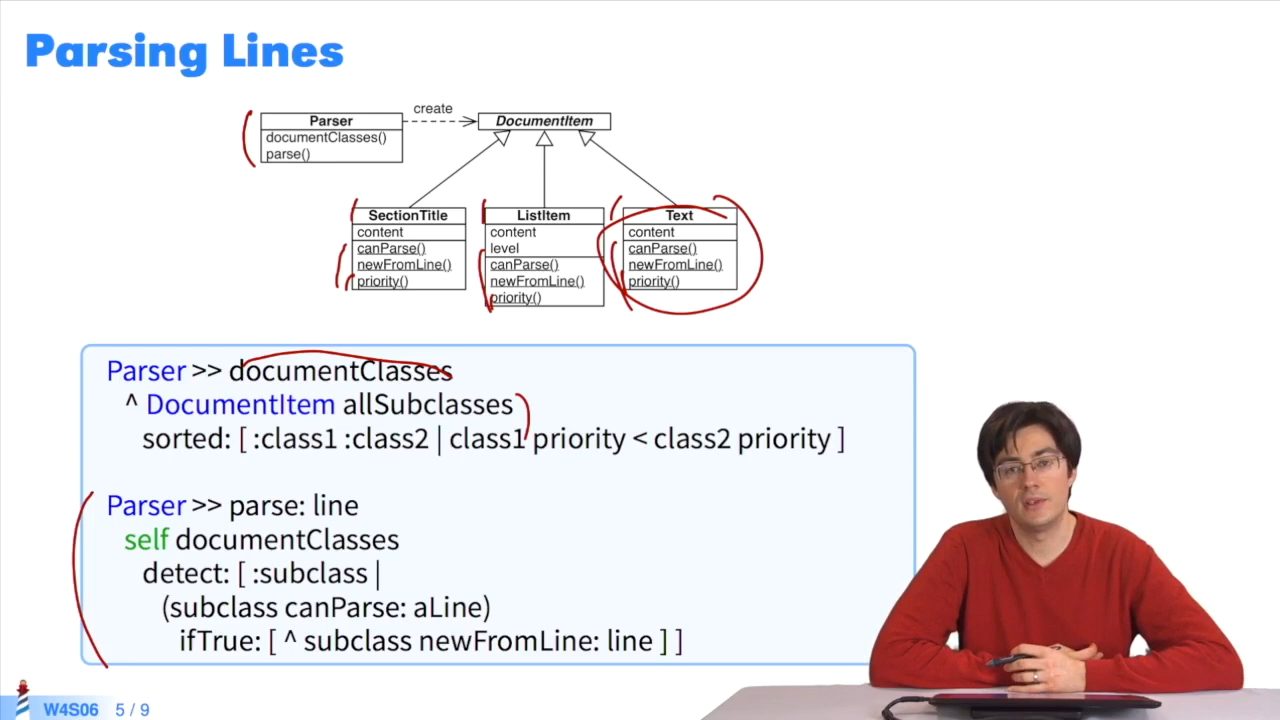 Parsing Lines
create
Parser
documentClasses()
parse()
DocumentItem
SectionTitle
content
canParse()
newFromLine()
priority()
ListItem
content
level
canParse()
newFromLine()
priority()
Text
content
canParse()
newFromLine()
priority()
Parser >> documentClasses
^ DocumentItem allSubclasses
sorted: [ :class1 :class2 | class1 priority < class2 priority ]
Parser >> parse: line
self documentClasses
detect: [ :subclass |
(subclass canParse: aLine)
ifTrue: [ ^ subclass newFromLine: line ] ]
W4S06 5 / 9